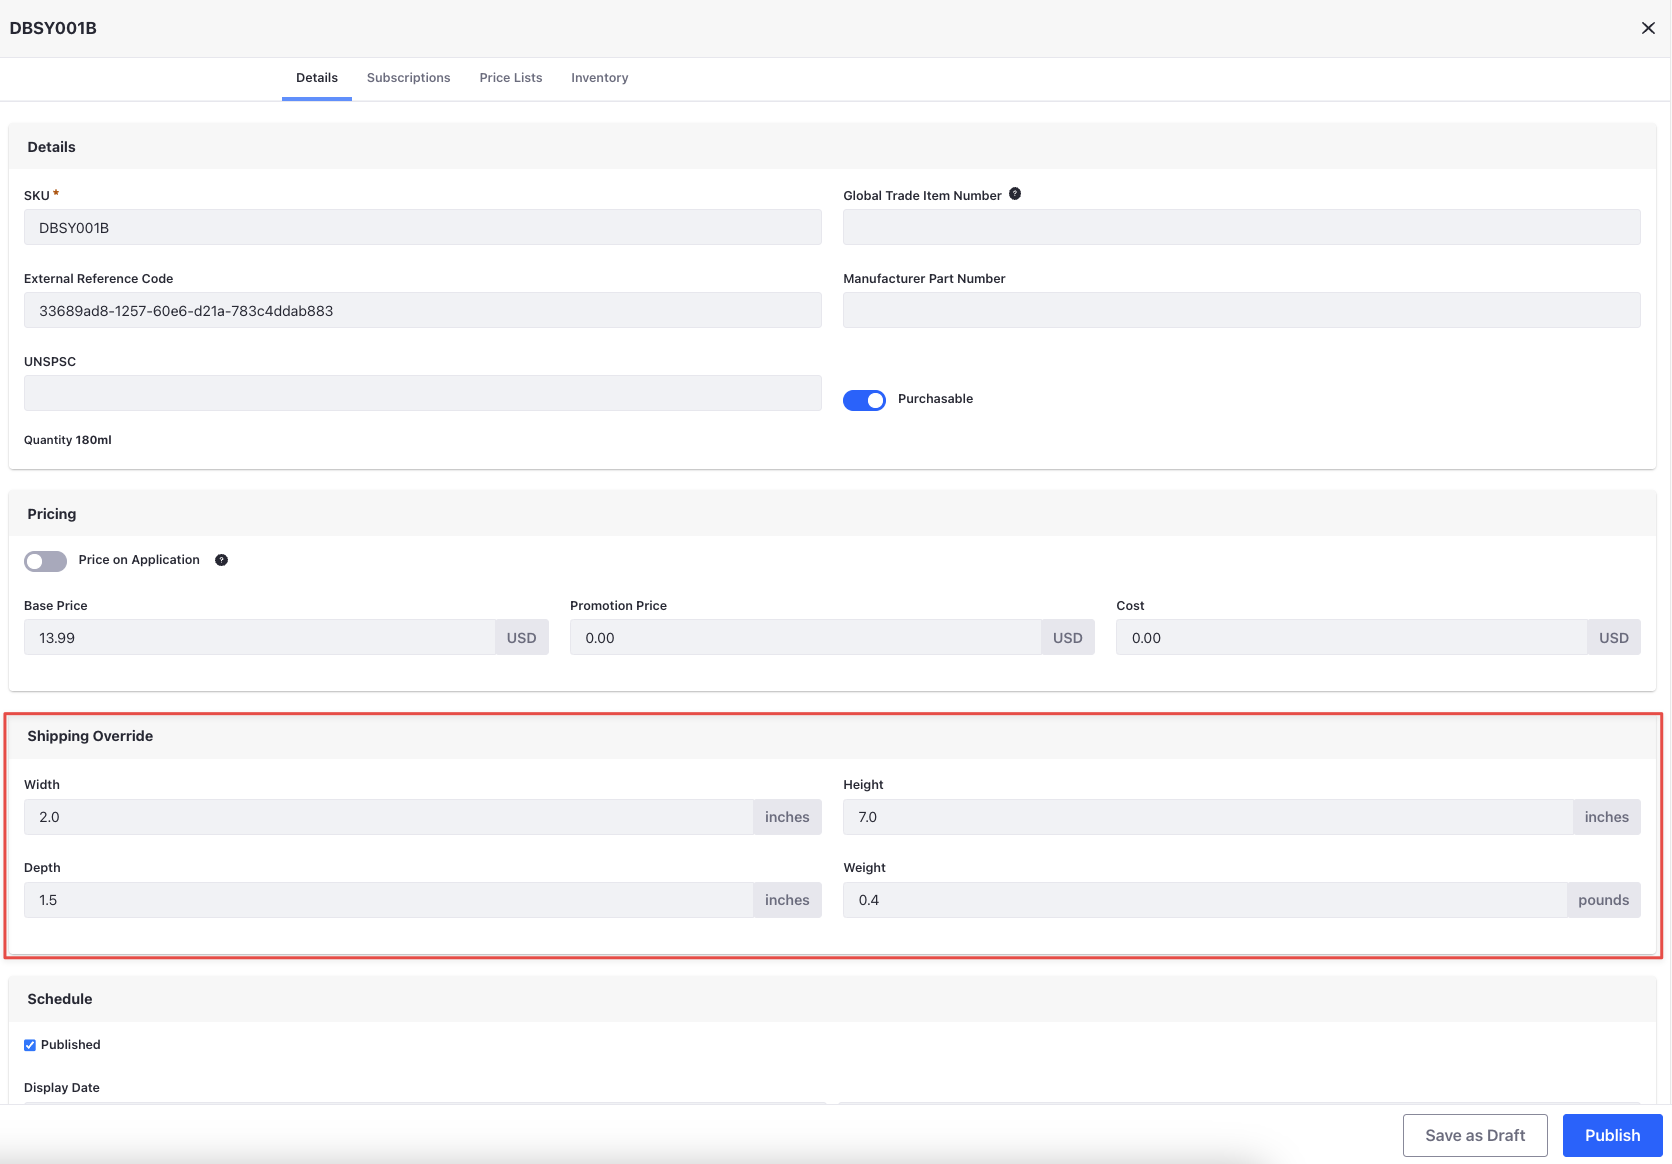 DBSY001B
Details Subscriptions Price Lists Inventory
Details
SKU *
DBSY001B
Global Trade Item Number ?
External Reference Code
33689ad8-1257-60e6-d21a-783c4ddab883
Manufacturer Part Number
UNSPSC
Purchasable
Quantity 180ml
Pricing
Price on Application ?
Base Price
13.99 USD
Promotion Price
0.00 USD
Cost
0.00 USD
Shipping Override
Width
2.0 inches
Height
7.0 inches
Depth
1.5 inches
Weight
0.4 pounds
Schedule
Published
Display Date
Save as Draft Publish